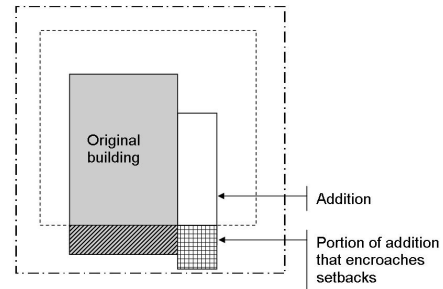 Original
building
Addition
Portion of addition
that encroaches
setbacks